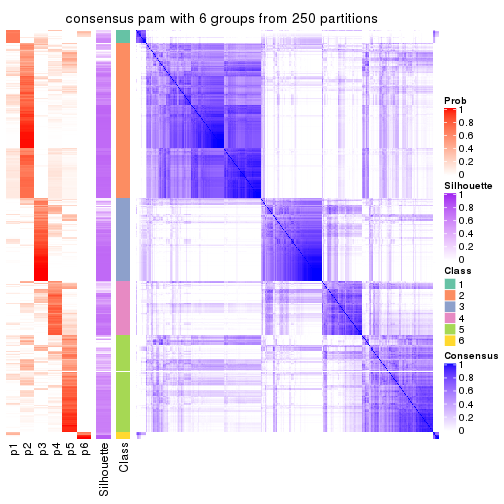 consensus pam with 6 groups from 250 partitions
Prob
1
0.8
0.6
0.4
0.2
0
Silhouette
1
0.8
0.6
0.4
0.2
0
Class
1
2
3
4
5
6
Consensus
1
0.8
0.6
0.4
0.2
0
p1
p2
p3
p4
p5
p6
Silhouette
Class